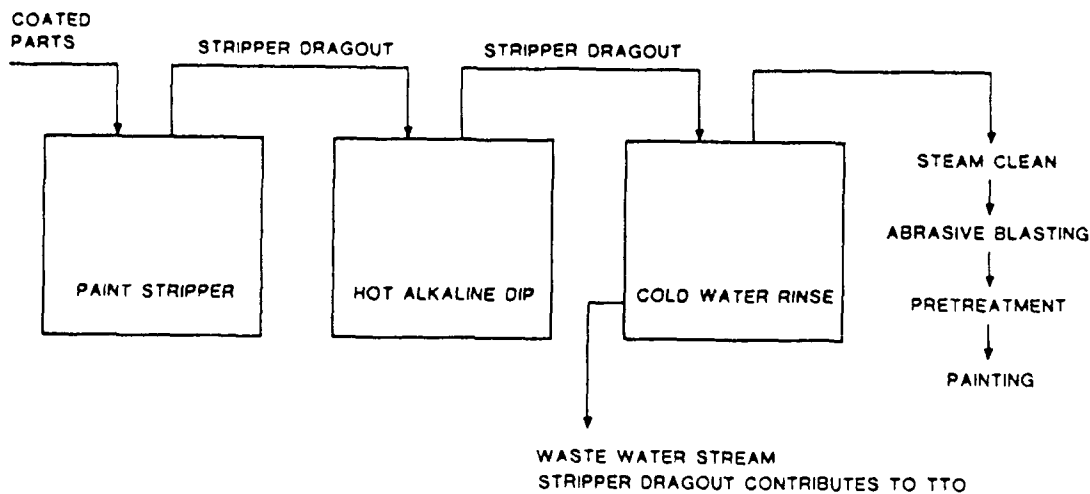 COATED
PARTS
STRIPPER DRAGOUT
STRIPPER DRAGOUT
PAINT STRIPPER
HOT ALKALINE DIP
COLD WATER RINSE
STEAM CLEAN
ABRASIVE BLASTING
PRETREATMENT
PAINTING
WASTE WATER STREAM
STRIPPER DRAGOUT CONTRIBUTES TO TTO